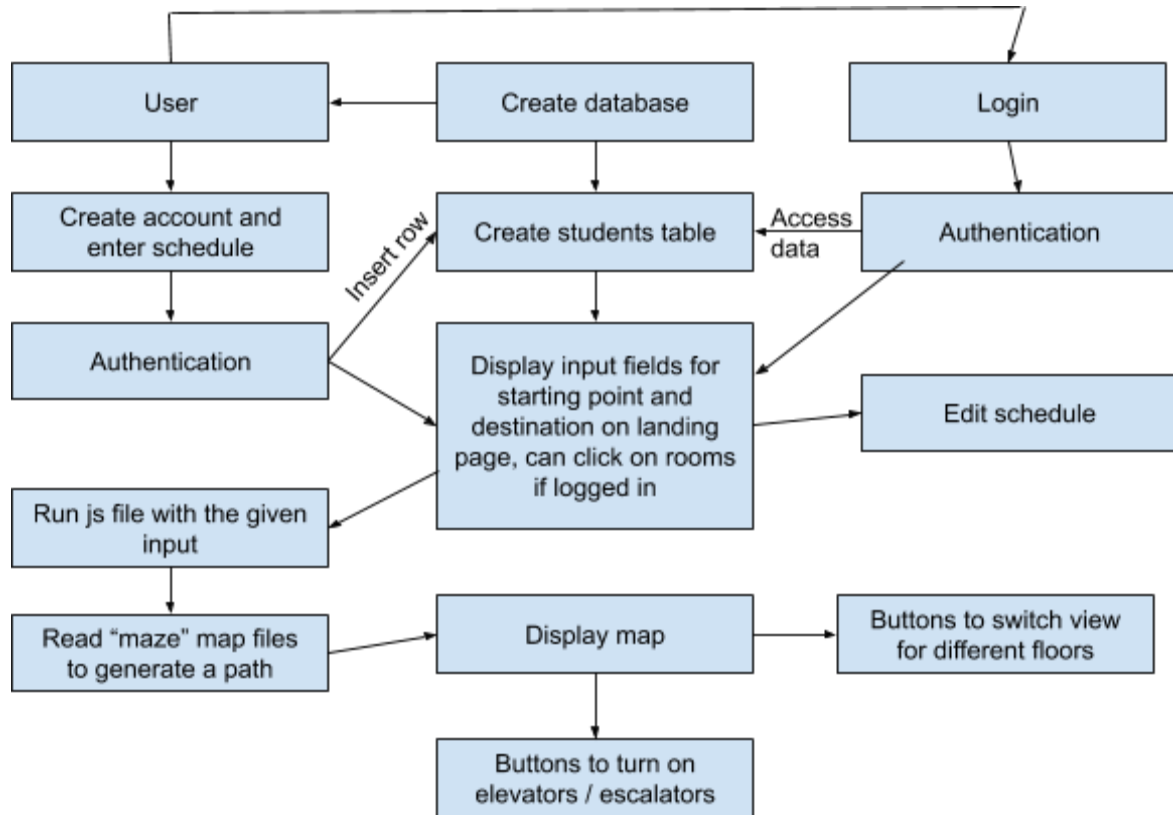 User
Create database
Login
Create account and
enter schedule
Insert row
Create students table
Access
data
Authentication
Authentication
Display input fields for
starting point and
destination on landing
page, can click on rooms
if logged in
Edit schedule
Run js file with the given
input
Read “maze” map files
to generate a path
Display map
Buttons to switch view
for different floors
Buttons to turn on
elevators / escalators